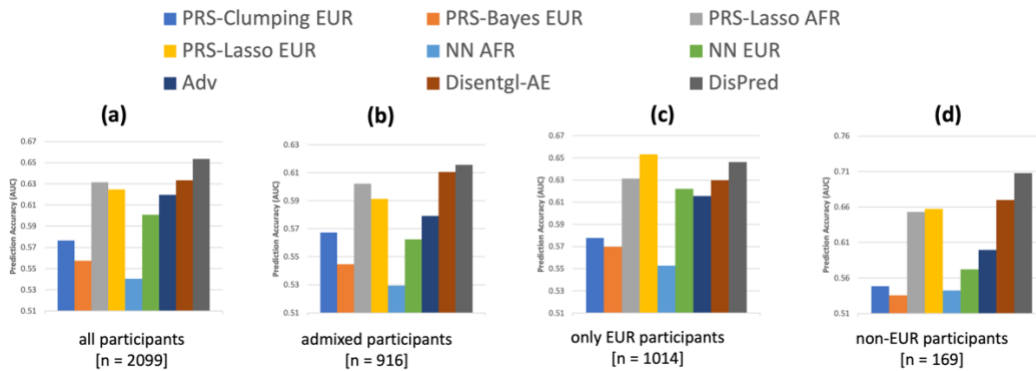 PRS-Clumping EUR PRS-Bayes EUR PRS-Lasso AFR
PRS-Lasso EUR NN AFR NN EUR
Adv Disentgl-AE DisPred
(a)
Prediction Accuracy (AUC)
0.67
0.65
0.63
0.61
0.59
0.57
0.55
0.53
0.51
all participants
[n = 2099]
(b)
Prediction Accuracy (AUC)
0.63
0.61
0.59
0.57
0.55
0.53
0.51
admixed participants
[n = 916]
(c)
Prediction Accuracy (AUC)
0.67
0.65
0.63
0.61
0.59
0.57
0.55
0.53
0.51
only EUR participants
[n = 1014]
(d)
Prediction Accuracy (AUC)
0.76
0.71
0.66
0.61
0.56
0.51
non-EUR participants
[n = 169]